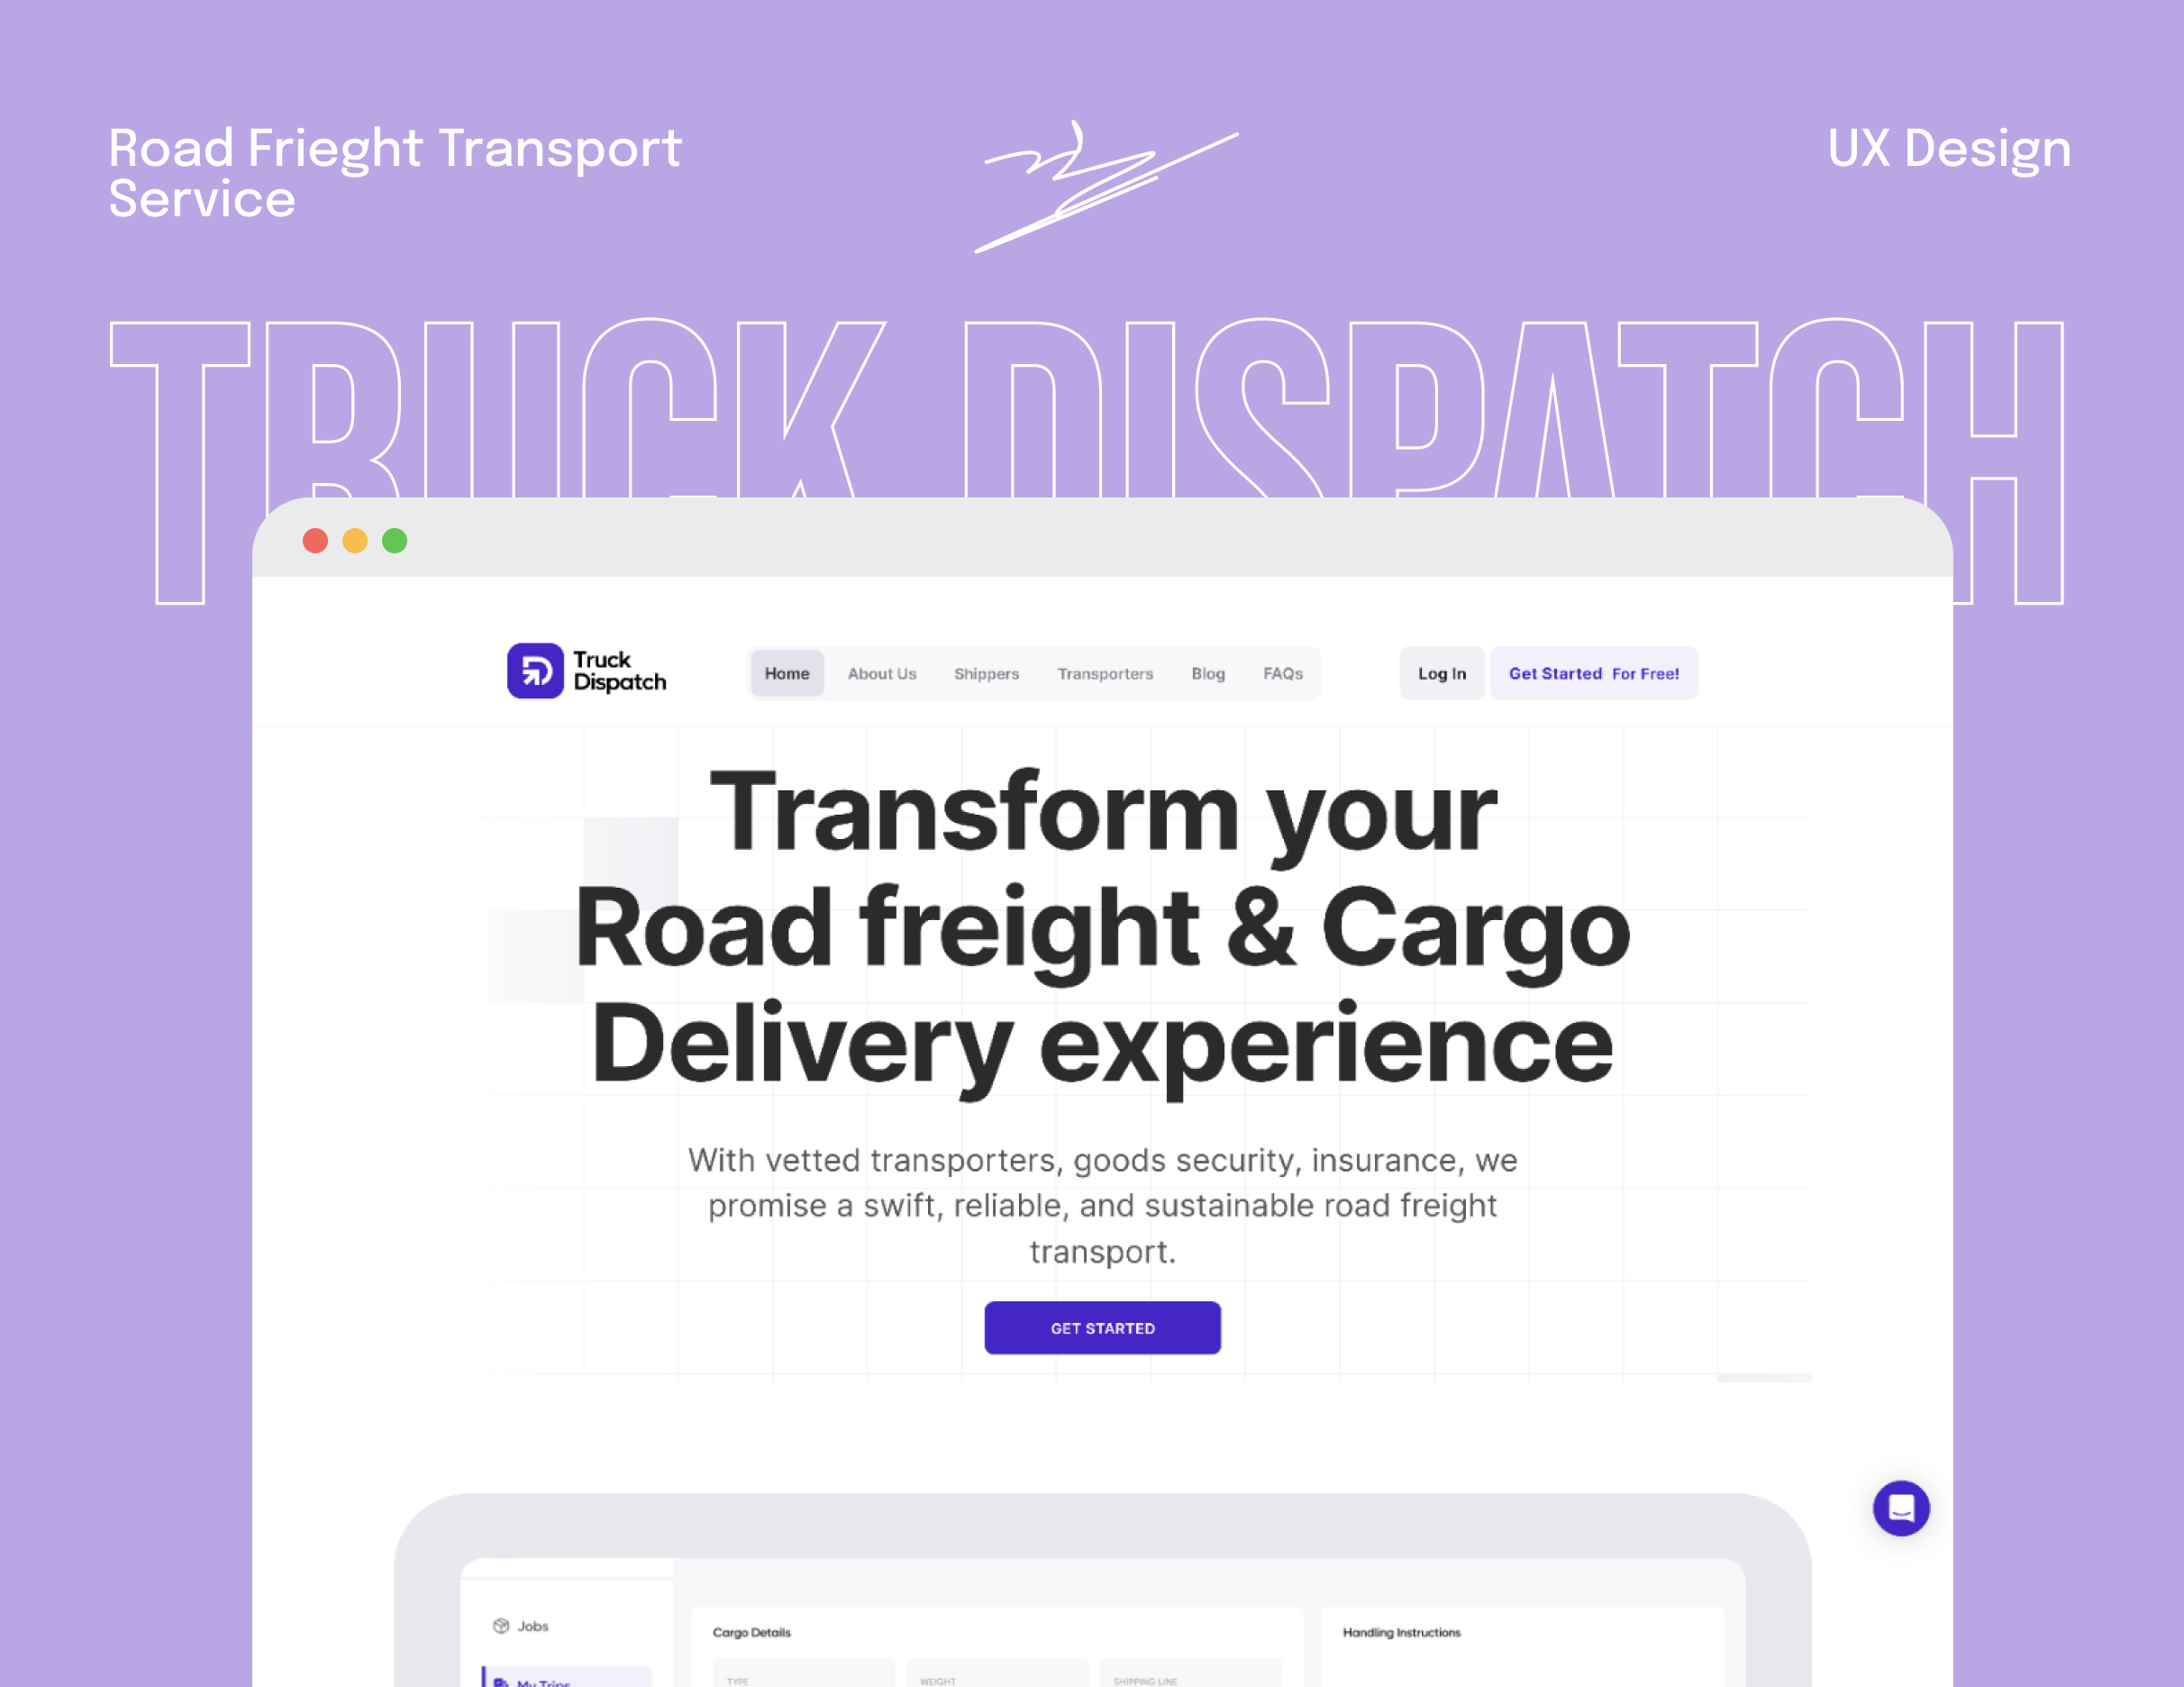 Road Frieght Transport
Service
UX Design
TRUCK DISPATCH
Truck
Dispatch
Home About Us Shippers Transporters Blog FAQs
Log In
Get Started For Free!
Transform your
Road freight & Cargo
Delivery experience
With vetted transporters, goods security, insurance, we
promise a swift, reliable, and sustainable road freight
transport.
GET STARTED
Jobs
My Trips
Cargo Details
TYPE
WEIGHT
SHIPPING LINE
Handling Instructions